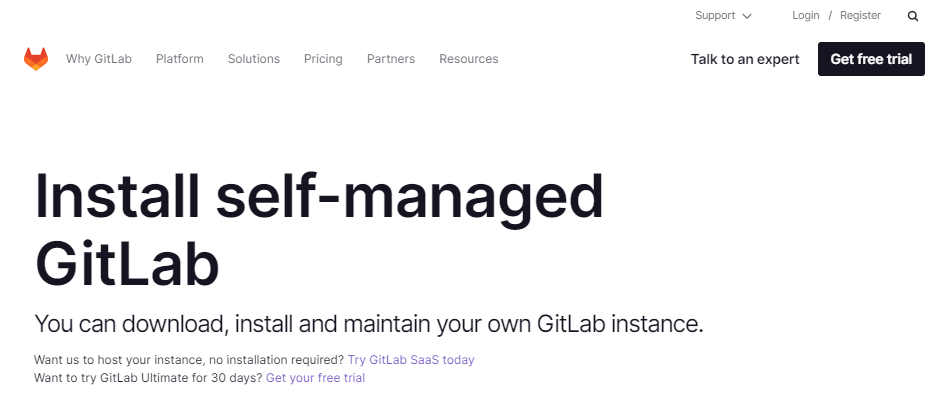 Support
Login / Register
Why GitLab Platform Solutions Pricing Partners Resources
Talk to an expert
Get free trial
Install self-managed
GitLab
You can download, install and maintain your own GitLab instance.
Want us to host your instance, no installation required? Try GitLab SaaS today
Want to try GitLab Ultimate for 30 days? Get your free trial